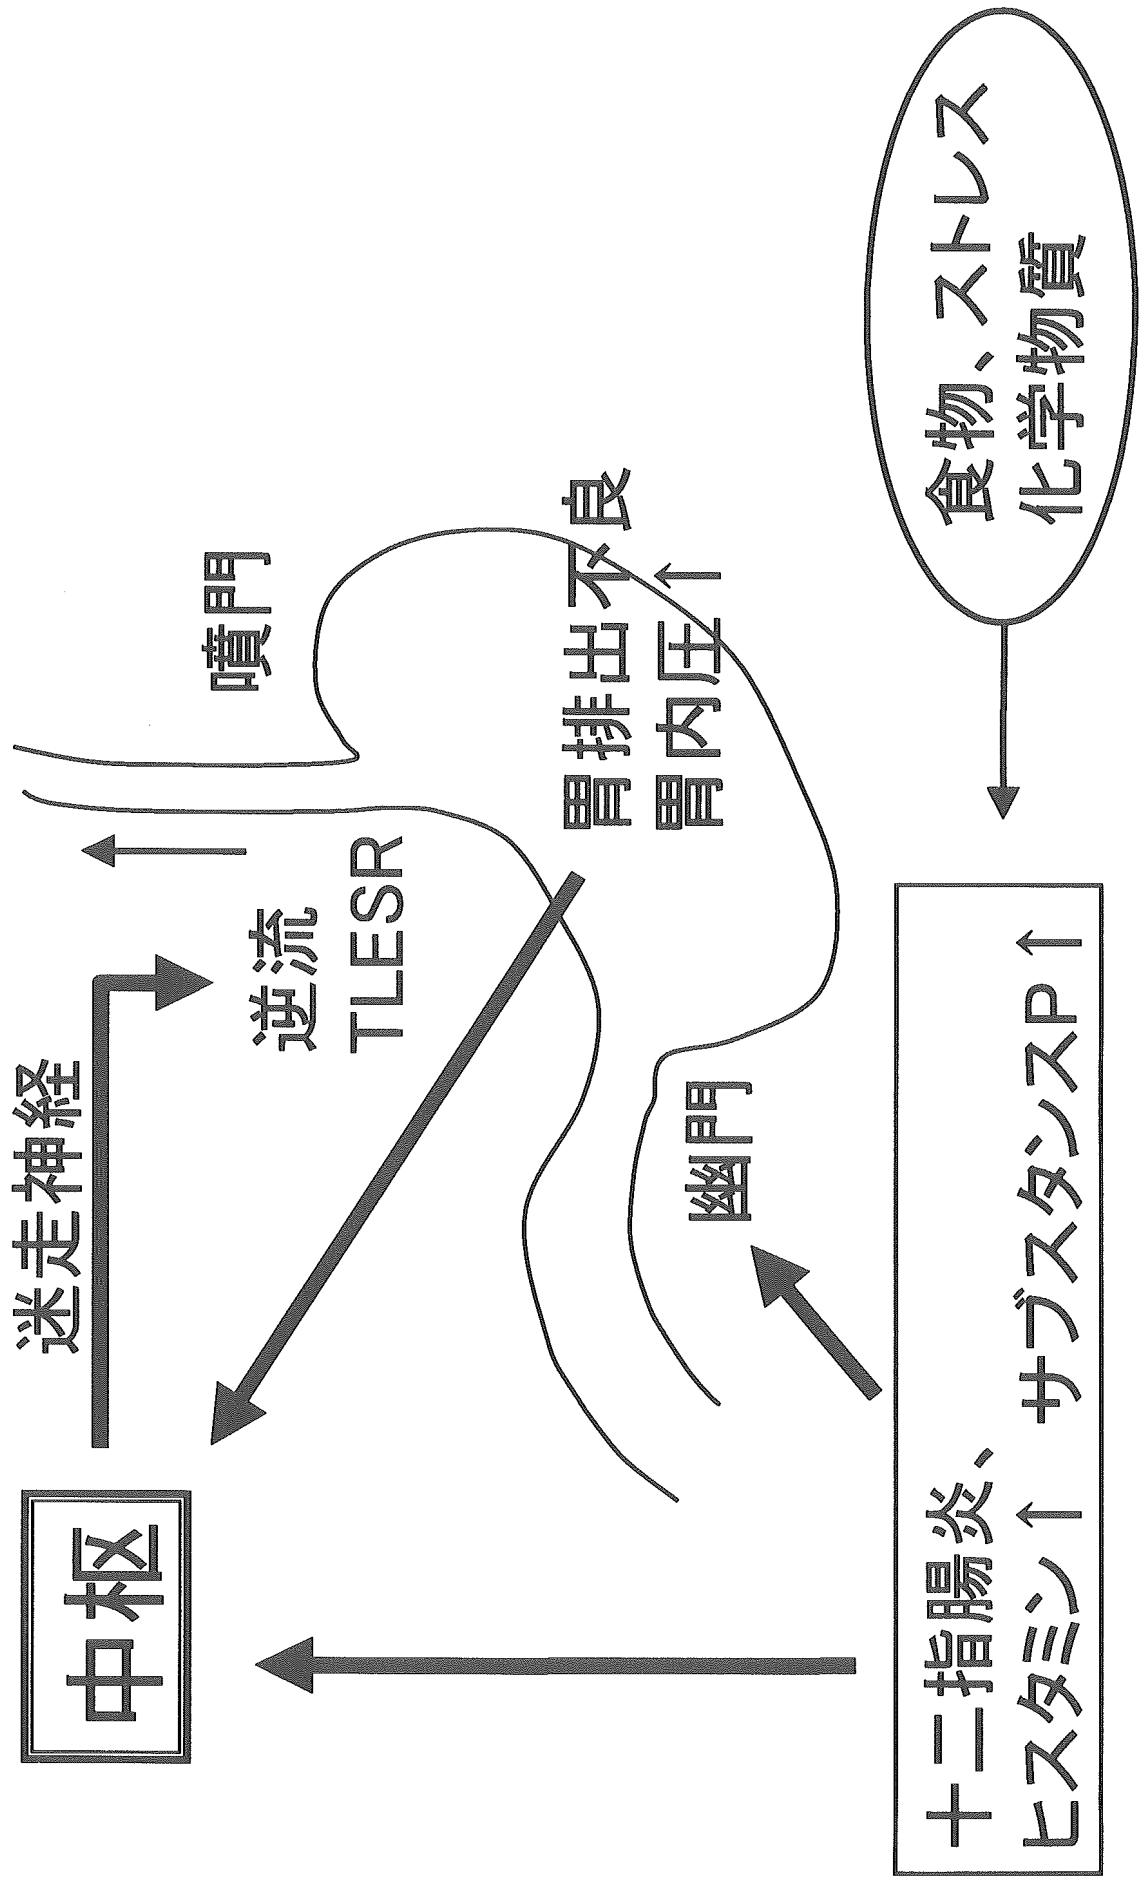 中枢
迷走神経
逆流
TLESR
噴門
胃排出不良
胃内圧↑
幽門
十二指腸炎、
ヒスタミン↑ サブスタンスP↑
食物、ストレス
化学物質